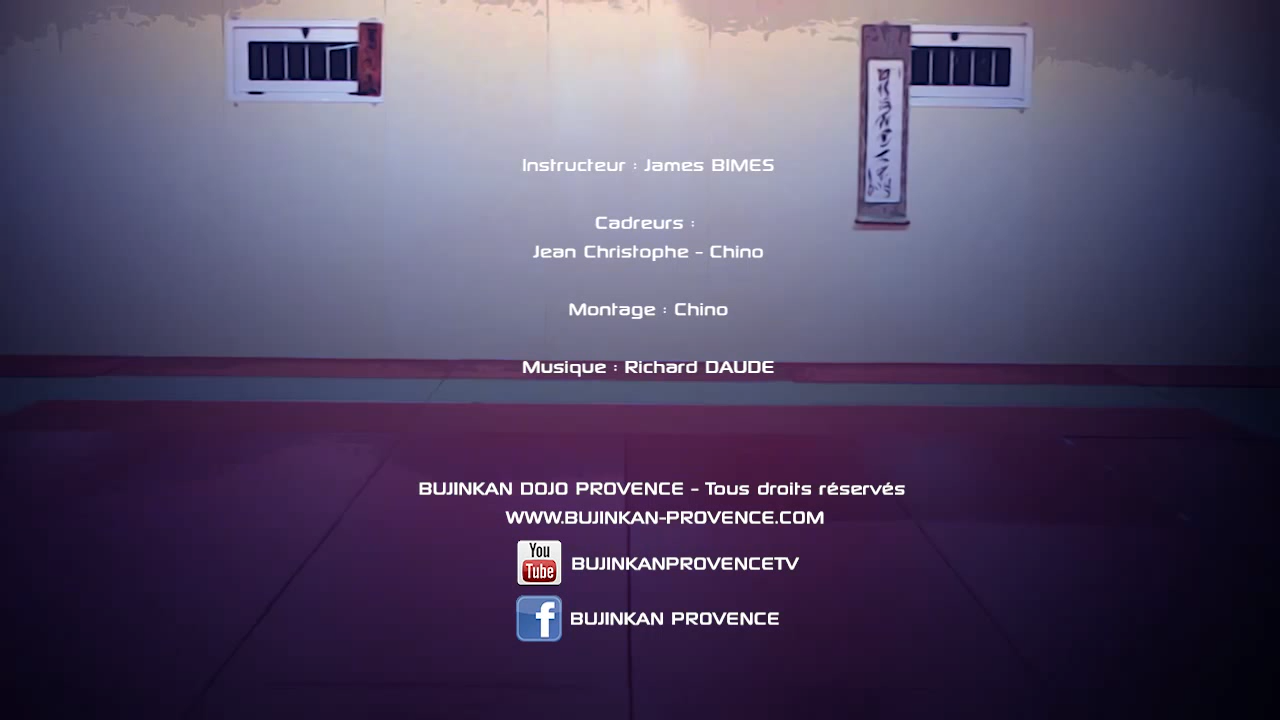 Instructeur : James BIMES
Cadreurs :
Jean Christophe - Chino
Montage : Chino
Musique : Richard DAUDE
BUJINKAN DOJO PROVENCE - Tous droits réservés
WWW.BUJINKAN-PROVENCE.COM
You
Tube
BUJINKANPROVENCETV
f
BUJINKAN PROVENCE